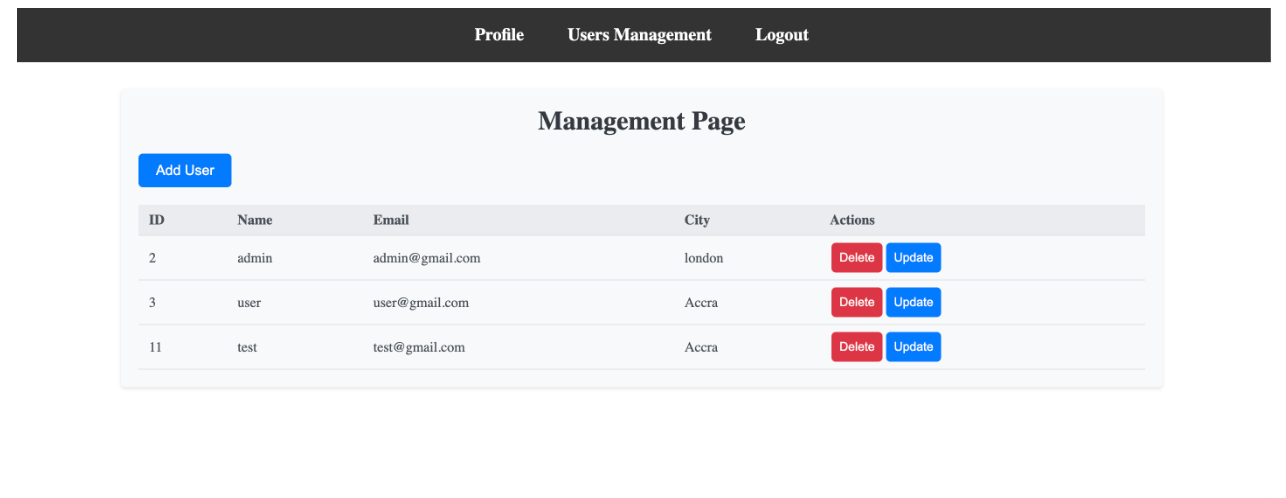 Profile Users Management Logout
Management Page
Add User
ID Name Email City Actions
2 admin admin@gmail.com london Delete Update
3 user user@gmail.com Accra Delete Update
11 test test@gmail.com Accra Delete Update